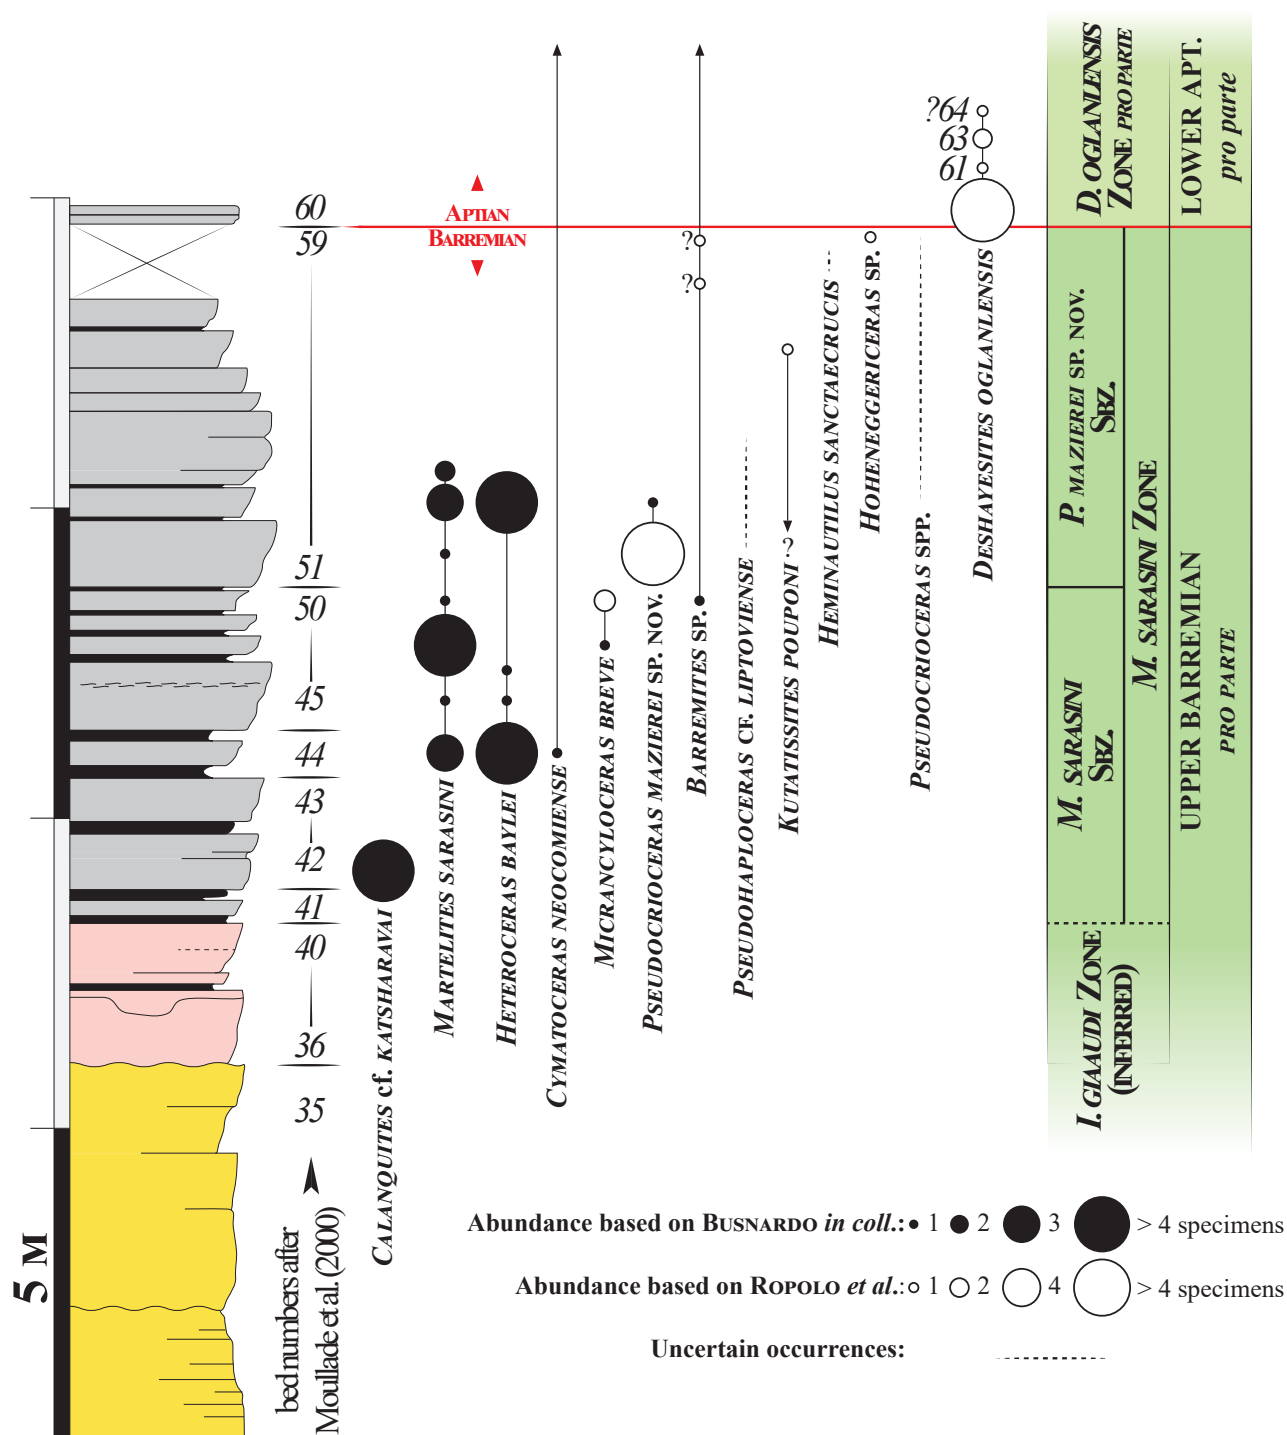 ?64
63
61
60
59
51
50
45
44
43
42
41
40
36
35
APTIAN
BARREMIAN
?
?
CALANQUITES cf. KATSHARAVAI
MARTELITES SARASINI
HETEROCERAS BAYLEI
CYMATOCERAS NEOCOMIENSE
MICRANCYLOCERAS BREVE
PSEUDOCRIOCERAS MAZIEREI SP. NOV.
BARREMITES SP.
PSEUDOHAPLOCERAS CF. LIPTOVIENSE
KUTATISSITES POUPONI ·?
HEMINAUTILUS SANCTAECRUCIS
HOHENEGGERICERAS SP.
PSEUDOCRIOCERAS SPP.
DESHAYESITES OGLANLENSIS
D. OGLANLENSIS
ZONE PRO PARTE
LOWER APT.
pro parte
P. MAZIEREI SP. NOV.
SBZ.
M. SARASINI
SBZ.
M. SARASINI ZONE
UPPER BARREMIAN
PRO PARTE
I. GIAAUDI ZONE
(INFERRED)
5 M
bed numbers after
Moullade et al. (2000)
Abundance based on BUSNARDO in coll.: 1 2 3 > 4 specimens
Abundance based on ROPOLO et al.: 1 2 4 > 4 specimens
Uncertain occurrences: